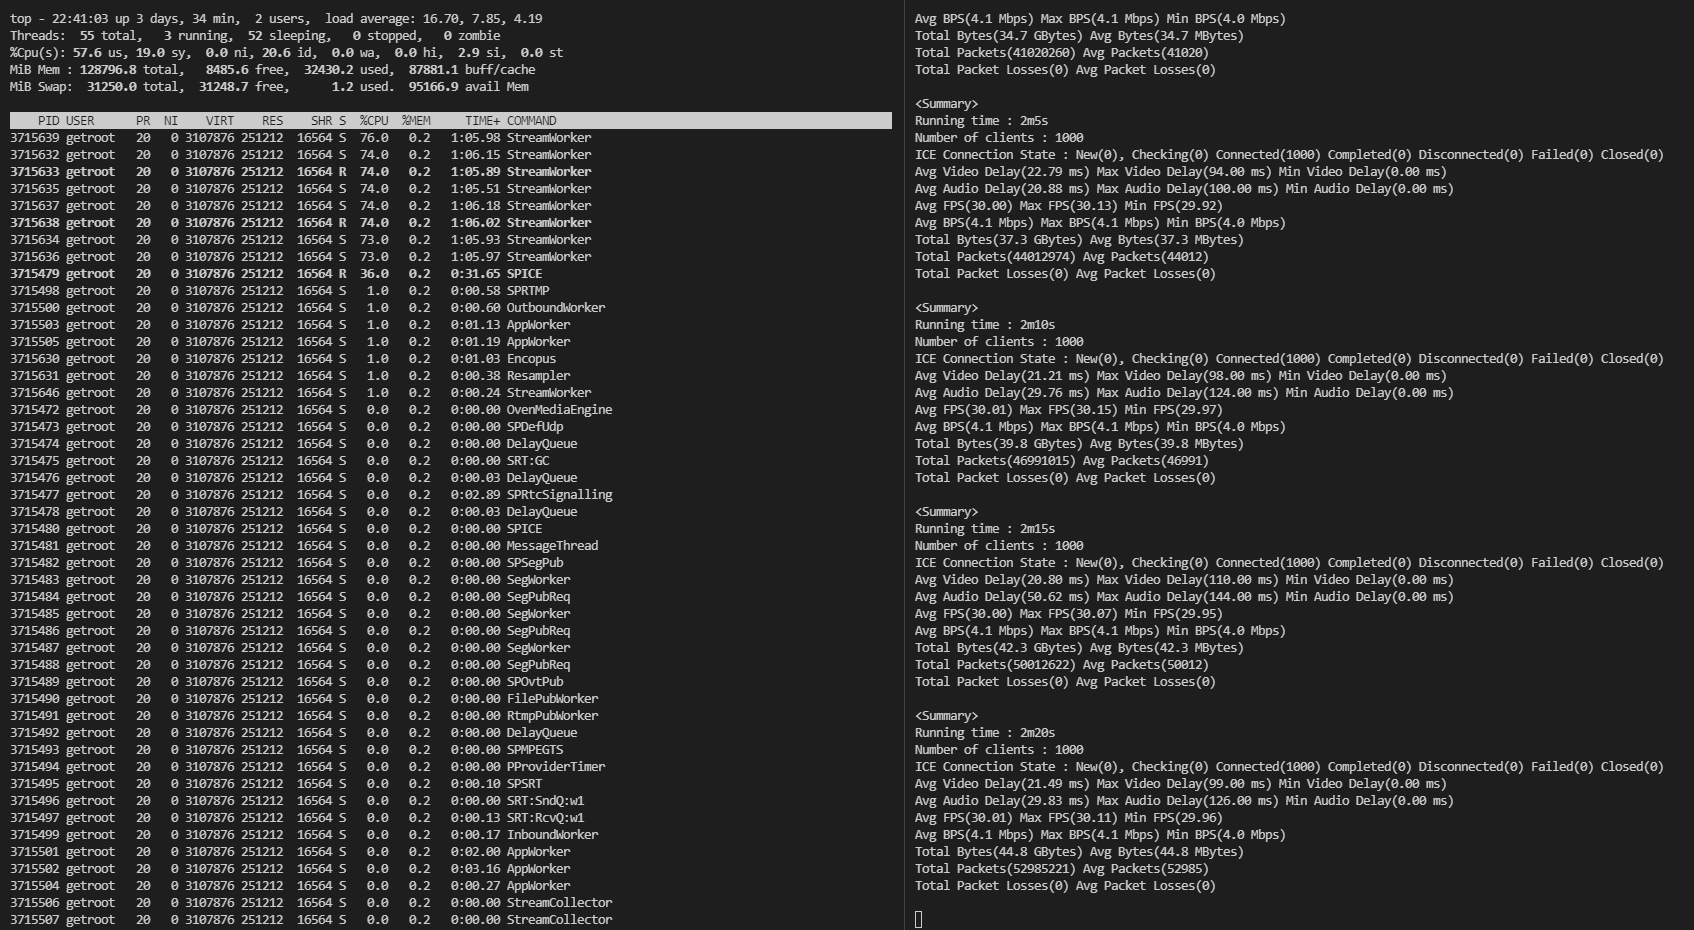 top - 22:41:03 up 3 days, 34 min,  2 users,  load average: 16.70, 7.85, 4.19
Threads:  55 total,   3 running,  52 sleeping,   0 stopped,   0 zombie
%Cpu(s): 57.6 us, 19.0 sy,  0.0 ni, 20.6 id,  0.0 wa,  0.0 hi,  2.9 si,  0.0 st
MiB Mem : 128796.8 total,   8485.6 free,  32430.2 used,  87881.1 buff/cache
MiB Swap:  31250.0 total,  31248.7 free,      1.2 used.  95166.9 avail Mem
PID USER      PR  NI    VIRT    RES    SHR S  %CPU  %MEM     TIME+ COMMAND
3715639 getroot   20   0 3107876 251212  16564 S  76.0   0.2   1:05.98 StreamWorker
3715632 getroot   20   0 3107876 251212  16564 S  74.0   0.2   1:06.15 StreamWorker
3715633 getroot   20   0 3107876 251212  16564 R  74.0   0.2   1:05.89 StreamWorker
3715635 getroot   20   0 3107876 251212  16564 S  74.0   0.2   1:05.51 StreamWorker
3715637 getroot   20   0 3107876 251212  16564 S  74.0   0.2   1:06.18 StreamWorker
3715638 getroot   20   0 3107876 251212  16564 R  74.0   0.2   1:06.02 StreamWorker
3715634 getroot   20   0 3107876 251212  16564 S  73.0   0.2   1:05.93 StreamWorker
3715636 getroot   20   0 3107876 251212  16564 S  73.0   0.2   1:05.97 StreamWorker
3715479 getroot   20   0 3107876 251212  16564 R  36.0   0.2   0:31.65 SPICE
3715498 getroot   20   0 3107876 251212  16564 S   1.0   0.2   0:00.58 SPRTMP
3715500 getroot   20   0 3107876 251212  16564 S   1.0   0.2   0:00.60 OutboundWorker
3715503 getroot   20   0 3107876 251212  16564 S   1.0   0.2   0:01.13 AppWorker
3715505 getroot   20   0 3107876 251212  16564 S   1.0   0.2   0:01.19 AppWorker
3715630 getroot   20   0 3107876 251212  16564 S   1.0   0.2   0:01.03 Encopus
3715631 getroot   20   0 3107876 251212  16564 S   1.0   0.2   0:00.38 Resampler
3715646 getroot   20   0 3107876 251212  16564 S   1.0   0.2   0:00.24 StreamWorker
3715472 getroot   20   0 3107876 251212  16564 S   0.0   0.2   0:00.00 OvenMediaEngine
3715473 getroot   20   0 3107876 251212  16564 S   0.0   0.2   0:00.00 SPDefUdp
3715474 getroot   20   0 3107876 251212  16564 S   0.0   0.2   0:00.00 DelayQueue
3715475 getroot   20   0 3107876 251212  16564 S   0.0   0.2   0:00.00 SRT:GC
3715476 getroot   20   0 3107876 251212  16564 S   0.0   0.2   0:00.03 DelayQueue
3715477 getroot   20   0 3107876 251212  16564 S   0.0   0.2   0:02.89 SPRtcSignalling
3715478 getroot   20   0 3107876 251212  16564 S   0.0   0.2   0:00.03 DelayQueue
3715480 getroot   20   0 3107876 251212  16564 S   0.0   0.2   0:00.00 SPICE
3715481 getroot   20   0 3107876 251212  16564 S   0.0   0.2   0:00.00 MessageThread
3715482 getroot   20   0 3107876 251212  16564 S   0.0   0.2   0:00.00 SPSegPub
3715483 getroot   20   0 3107876 251212  16564 S   0.0   0.2   0:00.00 SegWorker
3715484 getroot   20   0 3107876 251212  16564 S   0.0   0.2   0:00.00 SegPubReq
3715485 getroot   20   0 3107876 251212  16564 S   0.0   0.2   0:00.00 SegWorker
3715486 getroot   20   0 3107876 251212  16564 S   0.0   0.2   0:00.00 SegPubReq
3715487 getroot   20   0 3107876 251212  16564 S   0.0   0.2   0:00.00 SegWorker
3715488 getroot   20   0 3107876 251212  16564 S   0.0   0.2   0:00.00 SegPubReq
3715489 getroot   20   0 3107876 251212  16564 S   0.0   0.2   0:00.00 SPOvtPub
3715490 getroot   20   0 3107876 251212  16564 S   0.0   0.2   0:00.00 FilePubWorker
3715491 getroot   20   0 3107876 251212  16564 S   0.0   0.2   0:00.00 RtmpPubWorker
3715492 getroot   20   0 3107876 251212  16564 S   0.0   0.2   0:00.00 DelayQueue
3715493 getroot   20   0 3107876 251212  16564 S   0.0   0.2   0:00.00 SPMPEGTS
3715494 getroot   20   0 3107876 251212  16564 S   0.0   0.2   0:00.00 PProviderTimer
3715495 getroot   20   0 3107876 251212  16564 S   0.0   0.2   0:00.10 SPSRT
3715496 getroot   20   0 3107876 251212  16564 S   0.0   0.2   0:00.00 SRT:SndQ:w1
3715497 getroot   20   0 3107876 251212  16564 S   0.0   0.2   0:00.13 SRT:RcvQ:w1
3715499 getroot   20   0 3107876 251212  16564 S   0.0   0.2   0:00.17 InboundWorker
3715501 getroot   20   0 3107876 251212  16564 S   0.0   0.2   0:02.00 AppWorker
3715502 getroot   20   0 3107876 251212  16564 S   0.0   0.2   0:03.16 AppWorker
3715504 getroot   20   0 3107876 251212  16564 S   0.0   0.2   0:00.27 AppWorker
3715506 getroot   20   0 3107876 251212  16564 S   0.0   0.2   0:00.00 StreamCollector
3715507 getroot   20   0 3107876 251212  16564 S   0.0   0.2   0:00.00 StreamCollector
Avg BPS(4.1 Mbps) Max BPS(4.1 Mbps) Min BPS(4.0 Mbps)
Total Bytes(34.7 GBytes) Avg Bytes(34.7 MBytes)
Total Packets(41020260) Avg Packets(41020)
Total Packet Losses(0) Avg Packet Losses(0)
<Summary>
Running time : 2m5s
Number of clients : 1000
ICE Connection State : New(0), Checking(0) Connected(1000) Completed(0) Disconnected(0) Failed(0) Closed(0)
Avg Video Delay(22.79 ms) Max Video Delay(94.00 ms) Min Video Delay(0.00 ms)
Avg Audio Delay(20.88 ms) Max Audio Delay(100.00 ms) Min Audio Delay(0.00 ms)
Avg FPS(30.00) Max FPS(30.13) Min FPS(29.92)
Avg BPS(4.1 Mbps) Max BPS(4.1 Mbps) Min BPS(4.0 Mbps)
Total Bytes(37.3 GBytes) Avg Bytes(37.3 MBytes)
Total Packets(44012974) Avg Packets(44012)
Total Packet Losses(0) Avg Packet Losses(0)
<Summary>
Running time : 2m10s
Number of clients : 1000
ICE Connection State : New(0), Checking(0) Connected(1000) Completed(0) Disconnected(0) Failed(0) Closed(0)
Avg Video Delay(21.21 ms) Max Video Delay(98.00 ms) Min Video Delay(0.00 ms)
Avg Audio Delay(29.76 ms) Max Audio Delay(124.00 ms) Min Audio Delay(0.00 ms)
Avg FPS(30.01) Max FPS(30.15) Min FPS(29.97)
Avg BPS(4.1 Mbps) Max BPS(4.1 Mbps) Min BPS(4.0 Mbps)
Total Bytes(39.8 GBytes) Avg Bytes(39.8 MBytes)
Total Packets(46991015) Avg Packets(46991)
Total Packet Losses(0) Avg Packet Losses(0)
<Summary>
Running time : 2m15s
Number of clients : 1000
ICE Connection State : New(0), Checking(0) Connected(1000) Completed(0) Disconnected(0) Failed(0) Closed(0)
Avg Video Delay(20.80 ms) Max Video Delay(110.00 ms) Min Video Delay(0.00 ms)
Avg Audio Delay(50.62 ms) Max Audio Delay(144.00 ms) Min Audio Delay(0.00 ms)
Avg FPS(30.00) Max FPS(30.07) Min FPS(29.95)
Avg BPS(4.1 Mbps) Max BPS(4.1 Mbps) Min BPS(4.0 Mbps)
Total Bytes(42.3 GBytes) Avg Bytes(42.3 MBytes)
Total Packets(50012622) Avg Packets(50012)
Total Packet Losses(0) Avg Packet Losses(0)
<Summary>
Running time : 2m20s
Number of clients : 1000
ICE Connection State : New(0), Checking(0) Connected(1000) Completed(0) Disconnected(0) Failed(0) Closed(0)
Avg Video Delay(21.49 ms) Max Video Delay(99.00 ms) Min Video Delay(0.00 ms)
Avg Audio Delay(29.83 ms) Max Audio Delay(126.00 ms) Min Audio Delay(0.00 ms)
Avg FPS(30.01) Max FPS(30.11) Min FPS(29.96)
Avg BPS(4.1 Mbps) Max BPS(4.1 Mbps) Min BPS(4.0 Mbps)
Total Bytes(44.8 GBytes) Avg Bytes(44.8 MBytes)
Total Packets(52985221) Avg Packets(52985)
Total Packet Losses(0) Avg Packet Losses(0)